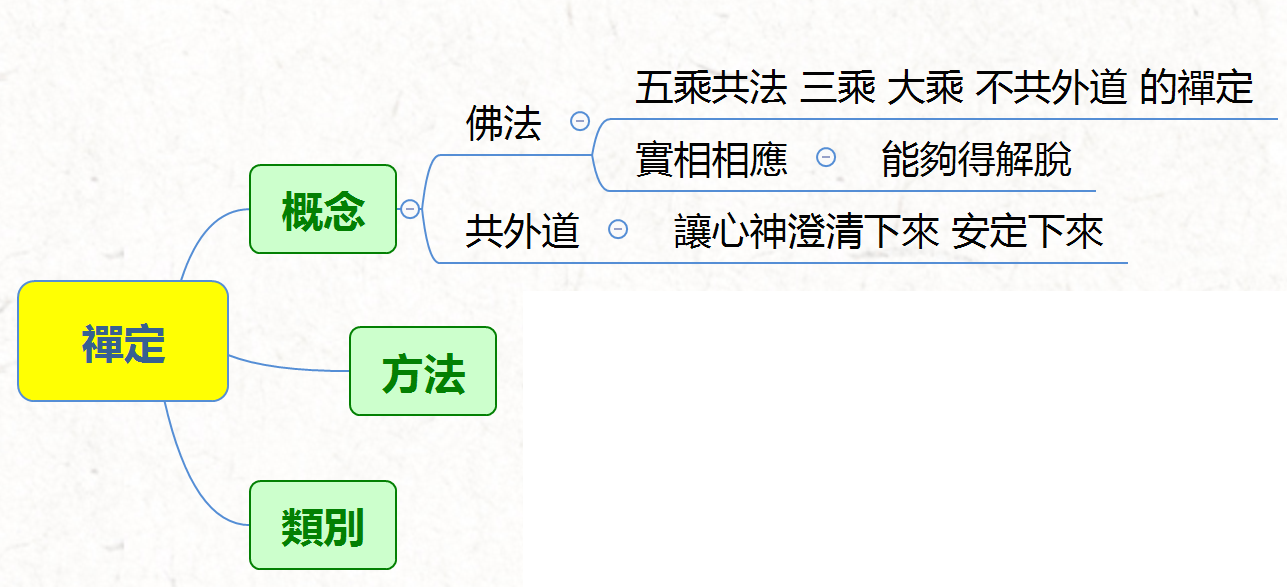 五乘共法 三乘 大乘 不共外道 的禪定
佛法
實相相應 能夠得解脫
概念
共外道 讓心神澄清下來 安定下來
禪定
方法
類別